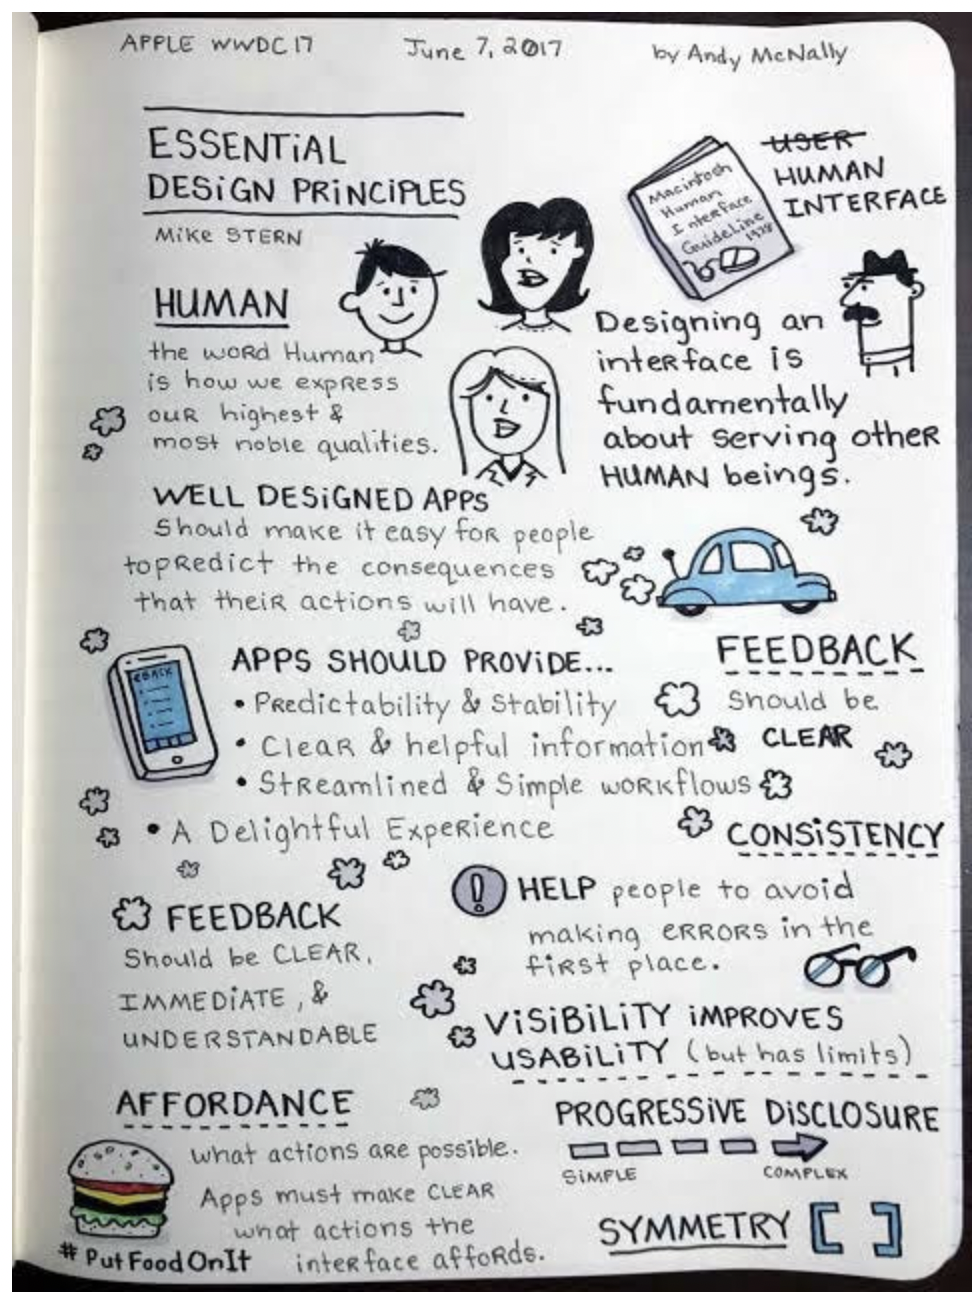 APPLE WWDC17 June 7, 2017 by Andy McNally
ESSENTIAL
DESIGN PRINCIPLES
Mike STERN
USER
HUMAN
INTERFACE
Macintosh
Human
Interface
Guideline
HUMAN
the word Human
is how we express
our highest &
most noble qualities.
Designing an
interface is
fundamentally
about serving other
HUMAN beings.
WELL DESIGNED APPS
Should make it easy for people
to predict the consequences
that their actions will have.
APPS SHOULD PROVIDE...
• Predictability & Stability
• Clear & helpful information
• Streamlined & Simple workflows
• A Delightful Experience
FEEDBACK
Should be
CLEAR
CONSISTENCY
FEEDBACK
Should be CLEAR,
IMMEDIATE, &
UNDERSTANDABLE
! HELP people to avoid
making ERRORS in the
first place.
VISIBILITY IMPROVES
USABILITY (but has limits)
AFFORDANCE
what actions are possible.
Apps must make CLEAR
what actions the
interface affords.
#PutFoodOnIt
PROGRESSIVE DISCLOSURE
SIMPLE COMPLEX
SYMMETRY [ ]